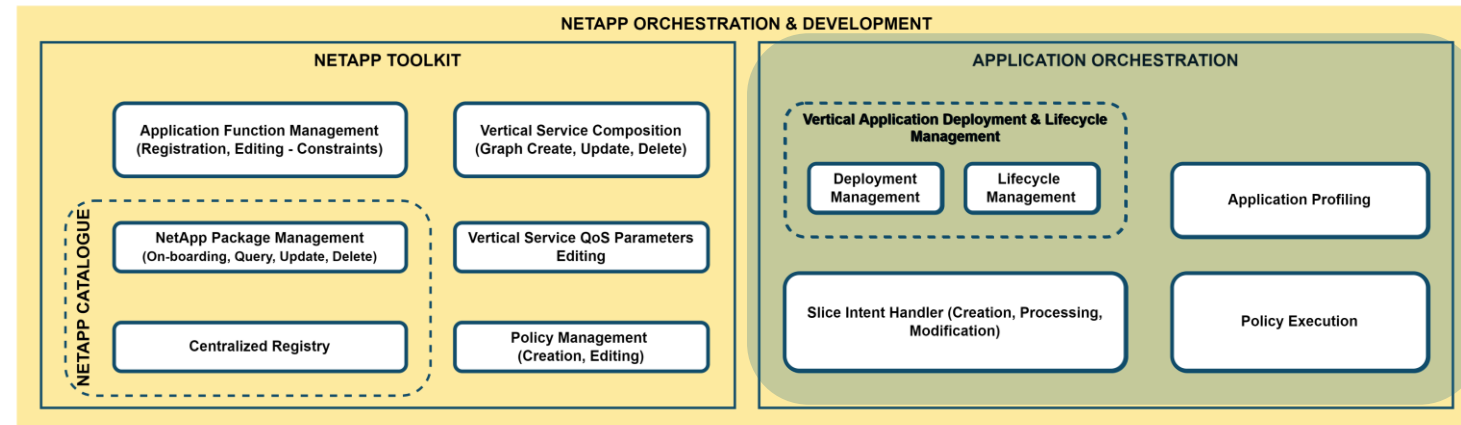 NETAPP ORCHESTRATION & DEVELOPMENT
NETAPP TOOLKIT
Application Function Management
(Registration, Editing - Constraints)
Vertical Service Composition
(Graph Create, Update, Delete)
NETAPP CATALOGUE
NetApp Package Management
(On-boarding, Query, Update, Delete)
Vertical Service QoS Parameters
Editing
Centralized Registry
Policy Management
(Creation, Editing)
APPLICATION ORCHESTRATION
Vertical Application Deployment & Lifecycle
Management
Deployment
Management
Lifecycle
Management
Application Profiling
Slice Intent Handler (Creation, Processing,
Modification)
Policy Execution